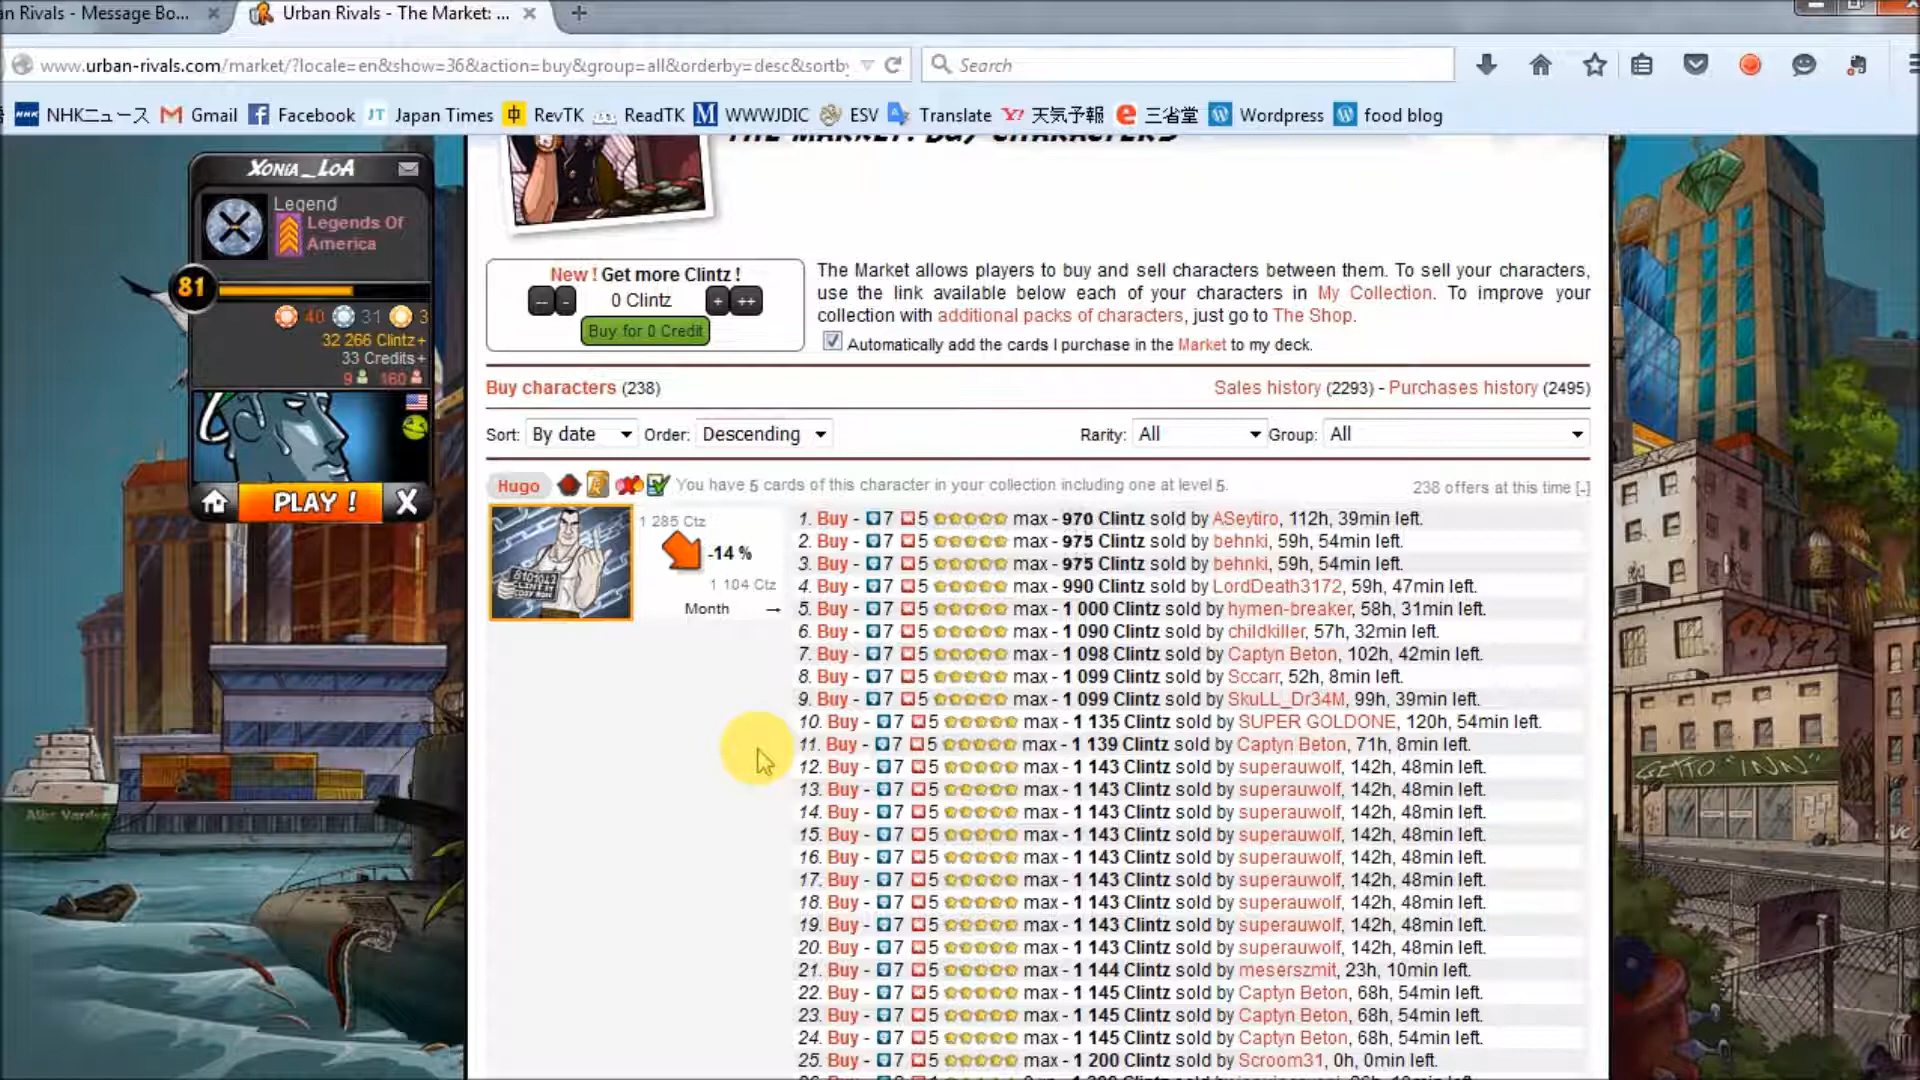 an Rivals - Message Bo...
Urban Rivals - The Market: ...
www.urban-rivals.com/market/?locale=en&show=36&action=buy&group=all&orderby=desc&sortby
Search
NHKニュース Gmail Facebook JT Japan Times 中 RevTK ReadTK M WWWJDIC ESV Translate 天気予報 三省堂 Wordpress food blog
THE MARKET: BUY CHARACTERS
XONIA_LOA
Legend
Legends Of
America
81
40 31 3
32 266 Clintz+
33 Credits+
9 160
PLAY !
New ! Get more Clintz !
-- - 0 Clintz + ++
Buy for 0 Credit
The Market allows players to buy and sell characters between them. To sell your characters,
use the link available below each of your characters in My Collection. To improve your
collection with additional packs of characters, just go to The Shop.
Automatically add the cards I purchase in the Market to my deck.
Buy characters (238)
Sales history (2293) - Purchases history (2495)
Sort: By date Order: Descending Rarity: All Group: All
Hugo You have 5 cards of this character in your collection including one at level 5.
238 offers at this time [-]
1 285 Ctz
-14 %
1 104 Ctz
Month →
1. Buy - 7 5 max - 970 Clintz sold by ASeytiro, 112h, 39min left.
2. Buy - 7 5 max - 975 Clintz sold by behnki, 59h, 54min left.
3. Buy - 7 5 max - 975 Clintz sold by behnki, 59h, 54min left.
4. Buy - 7 5 max - 990 Clintz sold by LordDeath3172, 59h, 47min left.
5. Buy - 7 5 max - 1 000 Clintz sold by hymen-breaker, 58h, 31min left.
6. Buy - 7 5 max - 1 090 Clintz sold by childkiller, 57h, 32min left.
7. Buy - 7 5 max - 1 098 Clintz sold by Captyn Beton, 102h, 42min left.
8. Buy - 7 5 max - 1 099 Clintz sold by Sccarr, 52h, 8min left.
9. Buy - 7 5 max - 1 099 Clintz sold by SkuLL_Dr34M, 99h, 39min left.
10. Buy - 7 5 max - 1 135 Clintz sold by SUPER GOLDONE, 120h, 54min left.
11. Buy - 7 5 max - 1 139 Clintz sold by Captyn Beton, 71h, 8min left.
12. Buy - 7 5 max - 1 143 Clintz sold by superauwolf, 142h, 48min left.
13. Buy - 7 5 max - 1 143 Clintz sold by superauwolf, 142h, 48min left.
14. Buy - 7 5 max - 1 143 Clintz sold by superauwolf, 142h, 48min left.
15. Buy - 7 5 max - 1 143 Clintz sold by superauwolf, 142h, 48min left.
16. Buy - 7 5 max - 1 143 Clintz sold by superauwolf, 142h, 48min left.
17. Buy - 7 5 max - 1 143 Clintz sold by superauwolf, 142h, 48min left.
18. Buy - 7 5 max - 1 143 Clintz sold by superauwolf, 142h, 48min left.
19. Buy - 7 5 max - 1 143 Clintz sold by superauwolf, 142h, 48min left.
20. Buy - 7 5 max - 1 143 Clintz sold by superauwolf, 142h, 48min left.
21. Buy - 7 5 max - 1 144 Clintz sold by meserszmit, 23h, 10min left.
22. Buy - 7 5 max - 1 145 Clintz sold by Captyn Beton, 68h, 54min left.
23. Buy - 7 5 max - 1 145 Clintz sold by Captyn Beton, 68h, 54min left.
24. Buy - 7 5 max - 1 145 Clintz sold by Captyn Beton, 68h, 54min left.
25. Buy - 7 5 max - 1 200 Clintz sold by Scroom31, 0h, 0min left.
GETTO "INN"